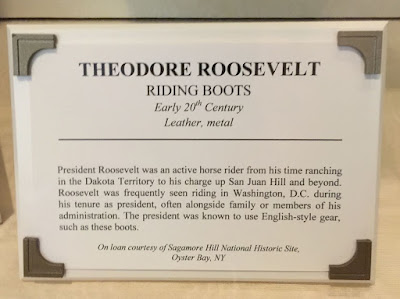 THEODORE ROOSEVELT
RIDING BOOTS
Early 20th Century
Leather, metal
President Roosevelt was an active horse rider from his time ranching
in the Dakota Territory to his charge up San Juan Hill and beyond.
Roosevelt was frequently seen riding in Washington, D.C. during
his tenure as president, often alongside family or members of his
administration. The president was known to use English-style gear,
such as these boots.
On loan courtesy of Sagamore Hill National Historic Site,
Oyster Bay, NY